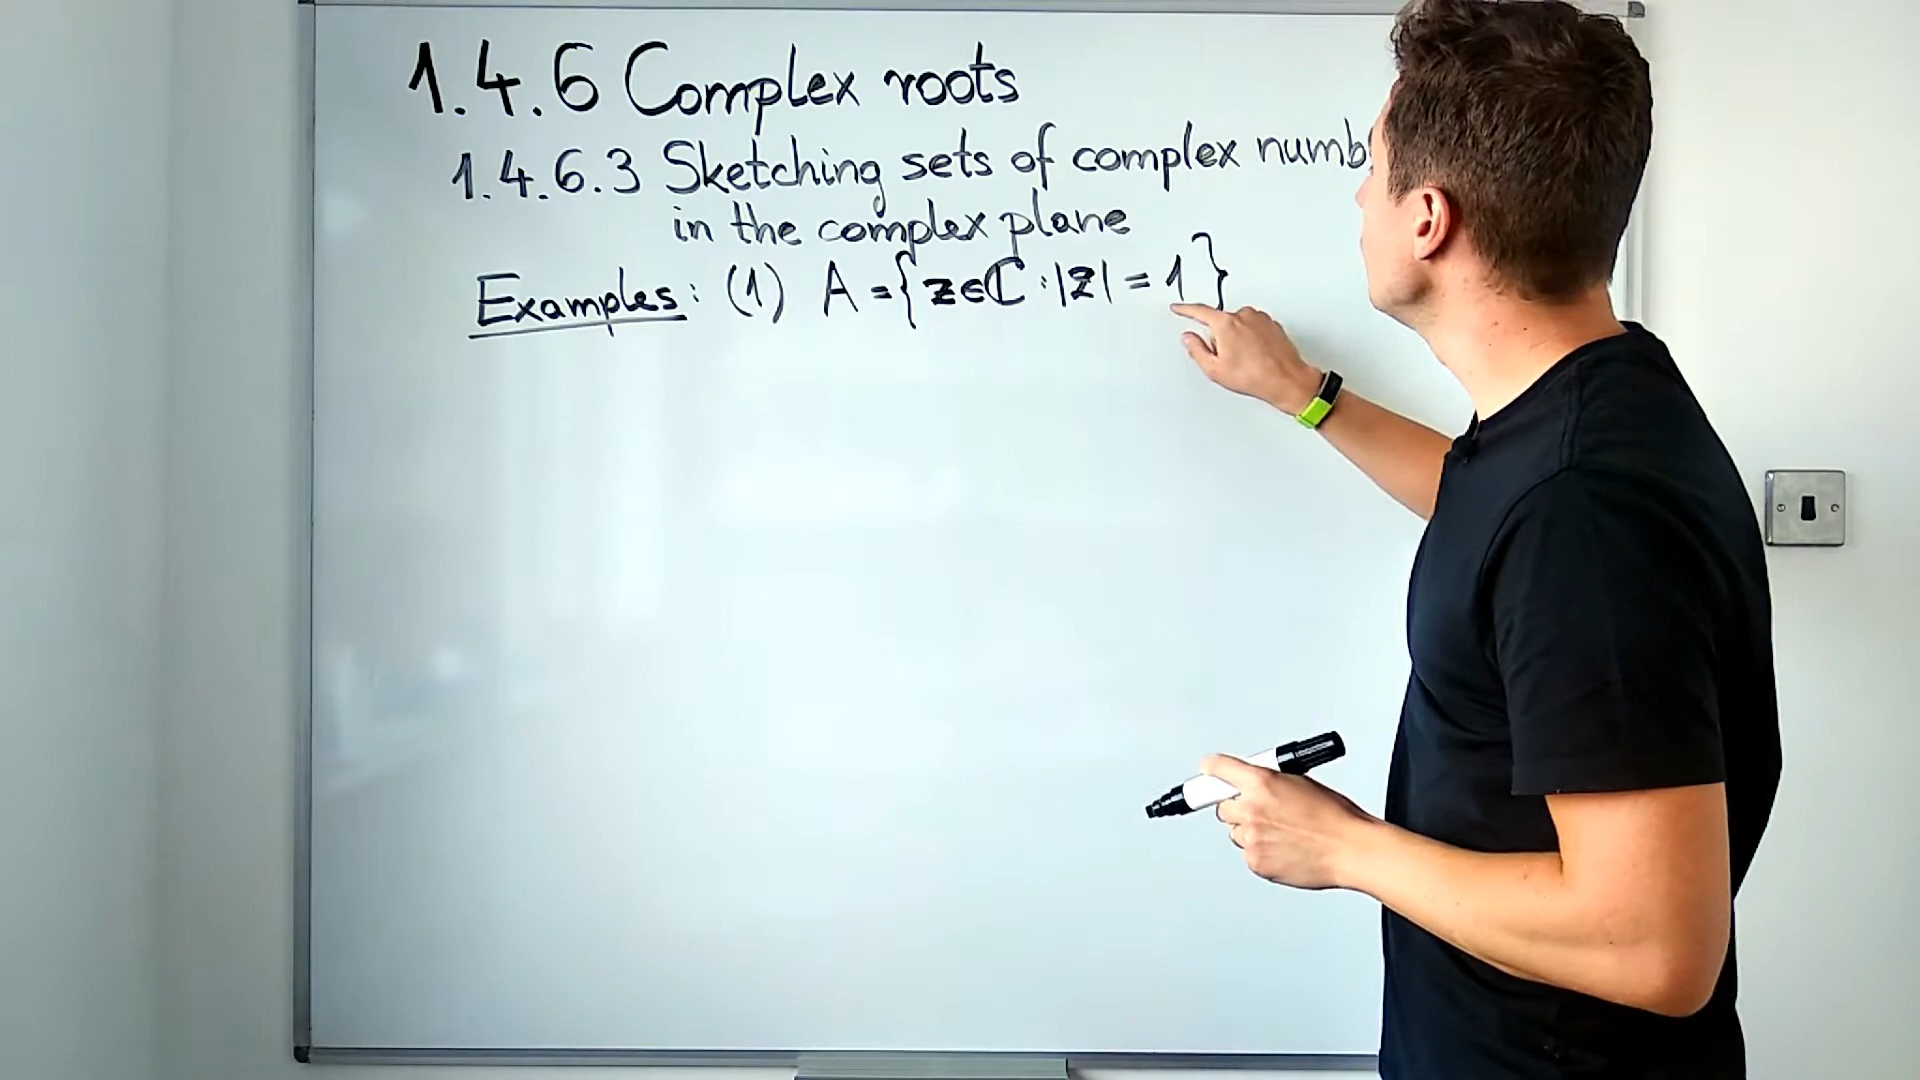 1.4.6 Complex roots
1.4.6.3 Sketching sets of complex numb
in the complex plane
Examples: (1) A = {z∈ℂ : |z| = 1}